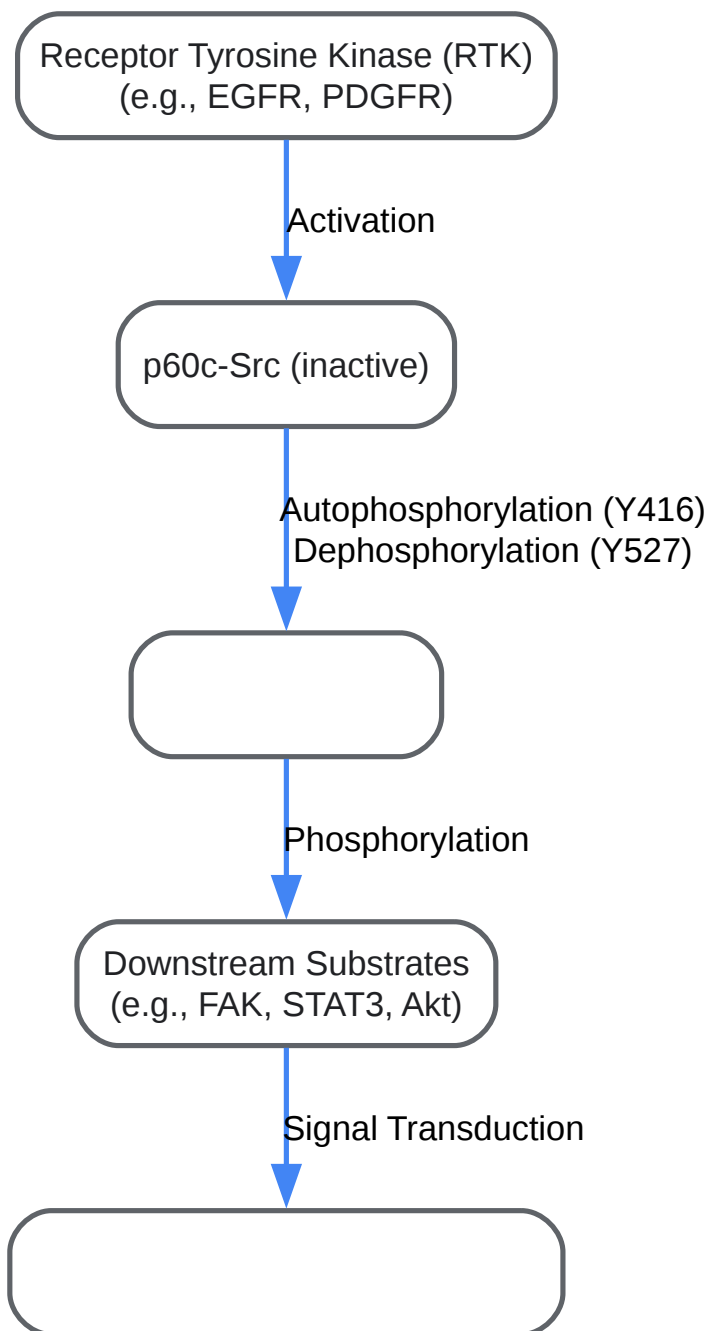 Receptor Tyrosine Kinase (RTK)
(e.g., EGFR, PDGFR)
Activation
p60c-Src (inactive)
Autophosphorylation (Y416)
Dephosphorylation (Y527)
Phosphorylation
Downstream Substrates
(e.g., FAK, STAT3, Akt)
Signal Transduction